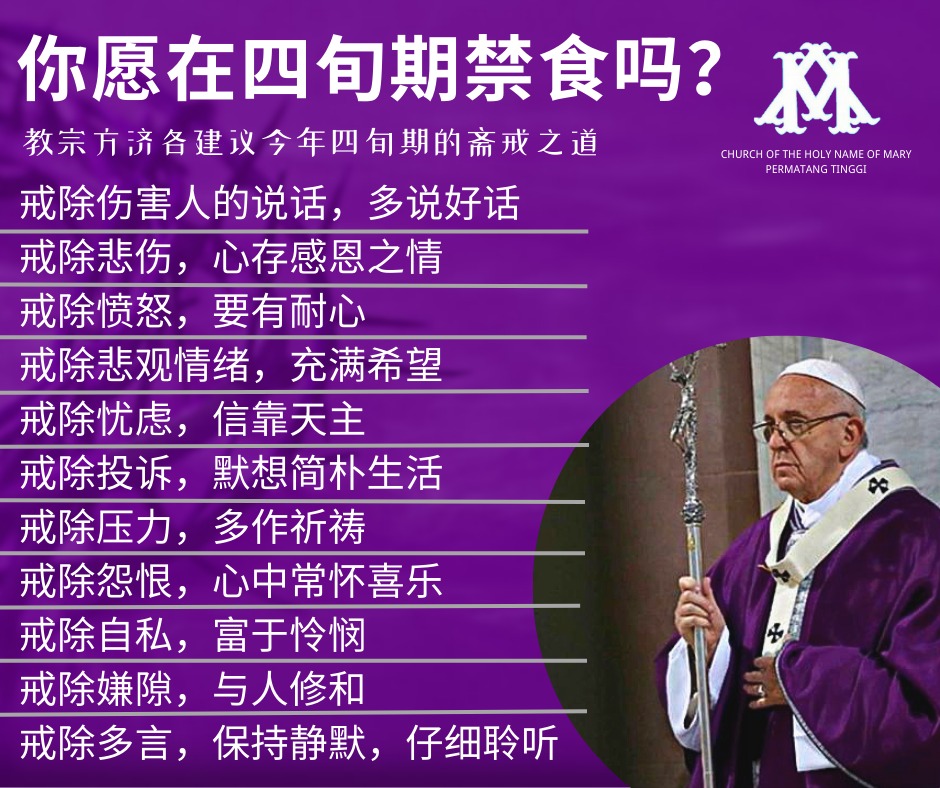 你愿在四旬期禁食吗？
教宗方济各建议今年四旬期的斋戒之道
CHURCH OF THE HOLY NAME OF MARY
PERMATANG TINGGI
戒除伤害人的说话，多说好话
戒除悲伤，心存感恩之情
戒除愤怒，要有耐心
戒除悲观情绪，充满希望
戒除忧虑，信靠天主
戒除投诉，默想简朴生活
戒除压力，多作祈祷
戒除怨恨，心中常怀喜乐
戒除自私，富于怜悯
戒除嫌隙，与人修和
戒除多言，保持静默，仔细聆听